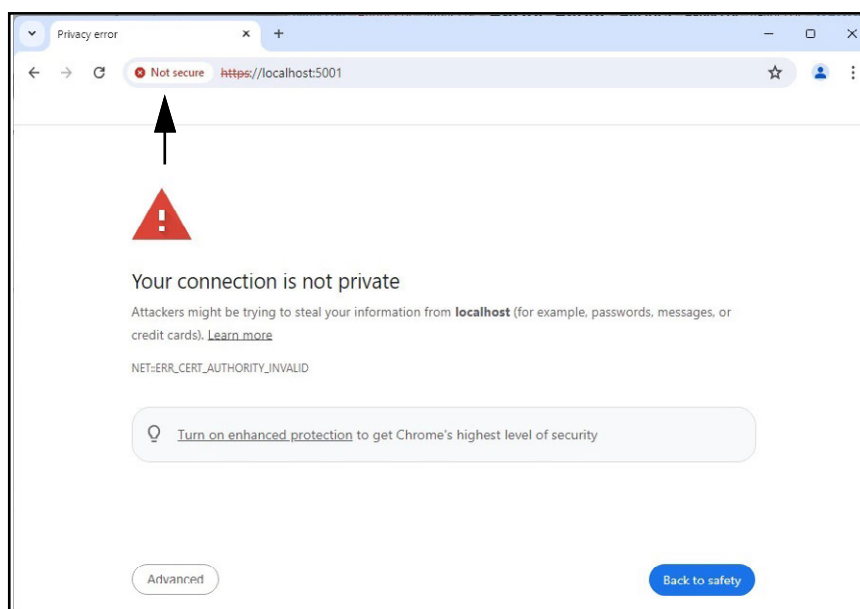 Privacy error
Not secure https://localhost:5001
Your connection is not private
Attackers might be trying to steal your information from localhost (for example, passwords, messages, or
credit cards). Learn more
NET::ERR_CERT_AUTHORITY_INVALID
Turn on enhanced protection to get Chrome's highest level of security
Advanced
Back to safety